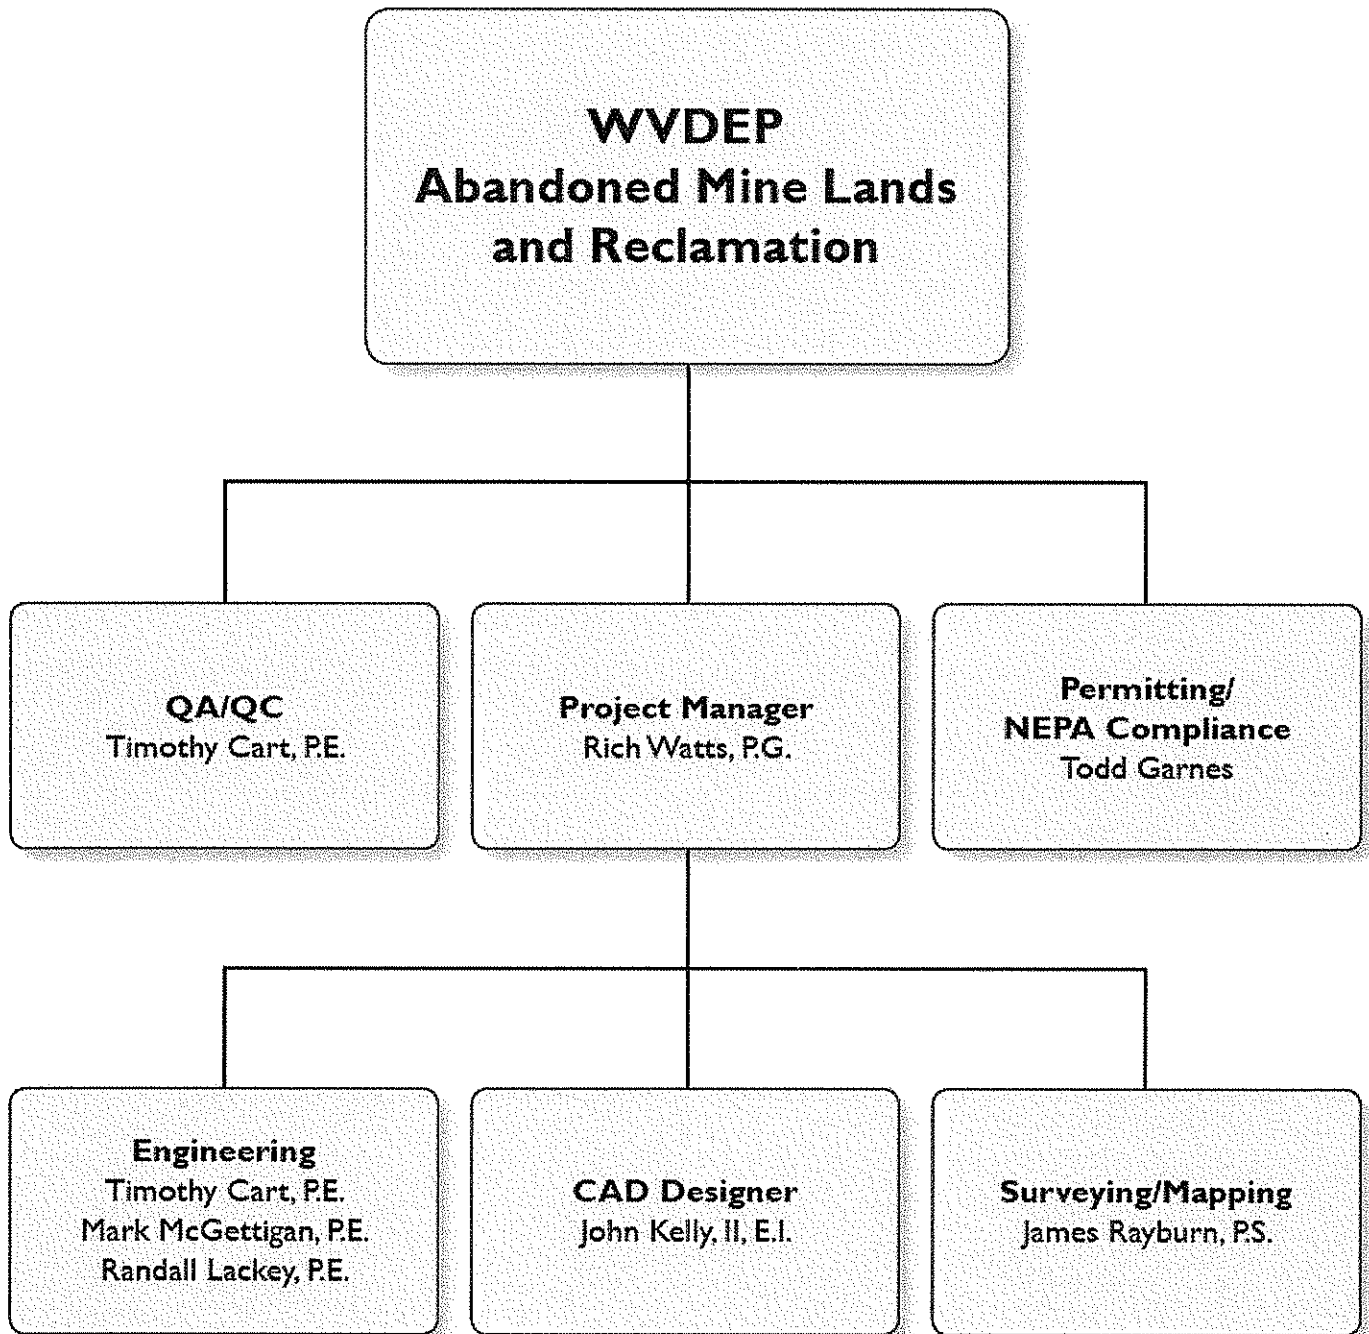 WVDEP
Abandoned Mine Lands
and Reclamation
QA/QC
Timothy Cart, P.E.
Project Manager
Rich Watts, P.G.
Permitting/
NEPA Compliance
Todd Garnes
Engineering
Timothy Cart, P.E.
Mark McGettigan, P.E.
Randall Lackey, P.E.
CAD Designer
John Kelly, II, E.I.
Surveying/Mapping
James Rayburn, P.S.